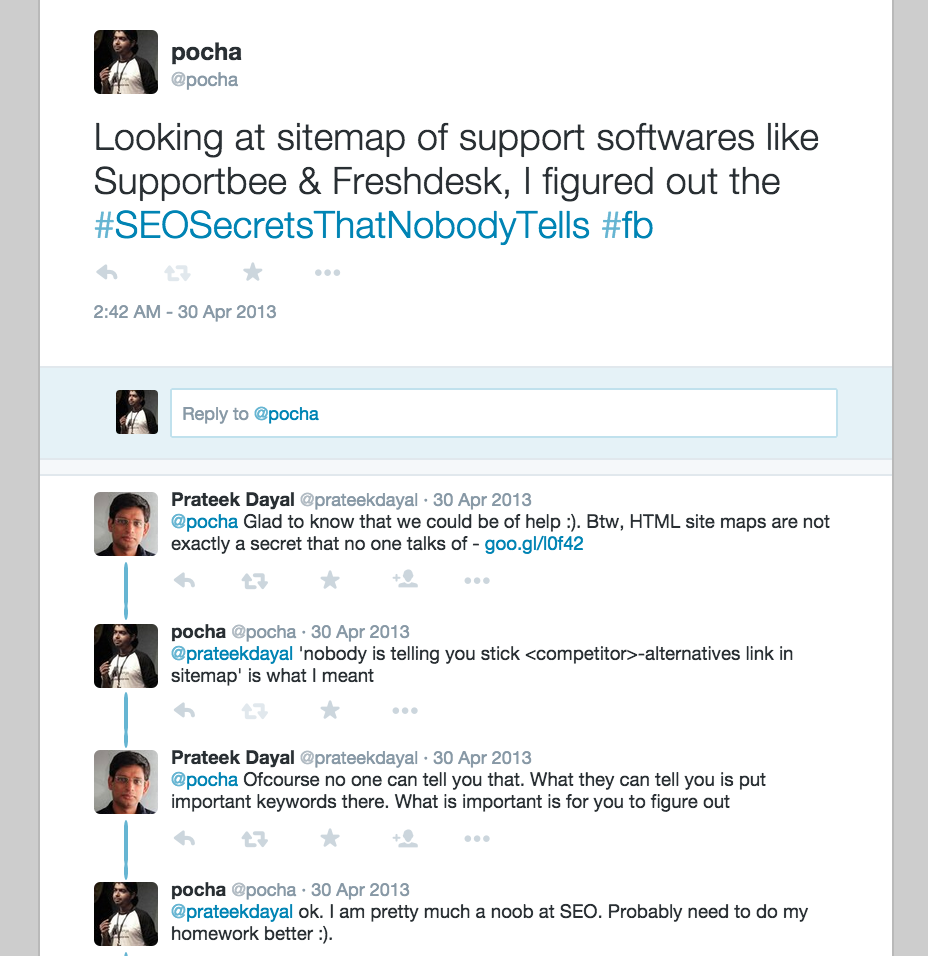 pocha
@pocha
Looking at sitemap of support softwares like
Supportbee & Freshdesk, I figured out the
#SEOSecretsThatNobodyTells #fb
2:42 AM - 30 Apr 2013
Reply to @pocha
Prateek Dayal @prateekdayal · 30 Apr 2013
@pocha Glad to know that we could be of help :). Btw, HTML site maps are not
exactly a secret that no one talks of - goo.gl/l0f42
pocha @pocha · 30 Apr 2013
@prateekdayal 'nobody is telling you stick <competitor>-alternatives link in
sitemap' is what I meant
Prateek Dayal @prateekdayal · 30 Apr 2013
@pocha Ofcourse no one can tell you that. What they can tell you is put
important keywords there. What is important is for you to figure out
pocha @pocha · 30 Apr 2013
@prateekdayal ok. I am pretty much a noob at SEO. Probably need to do my
homework better :).